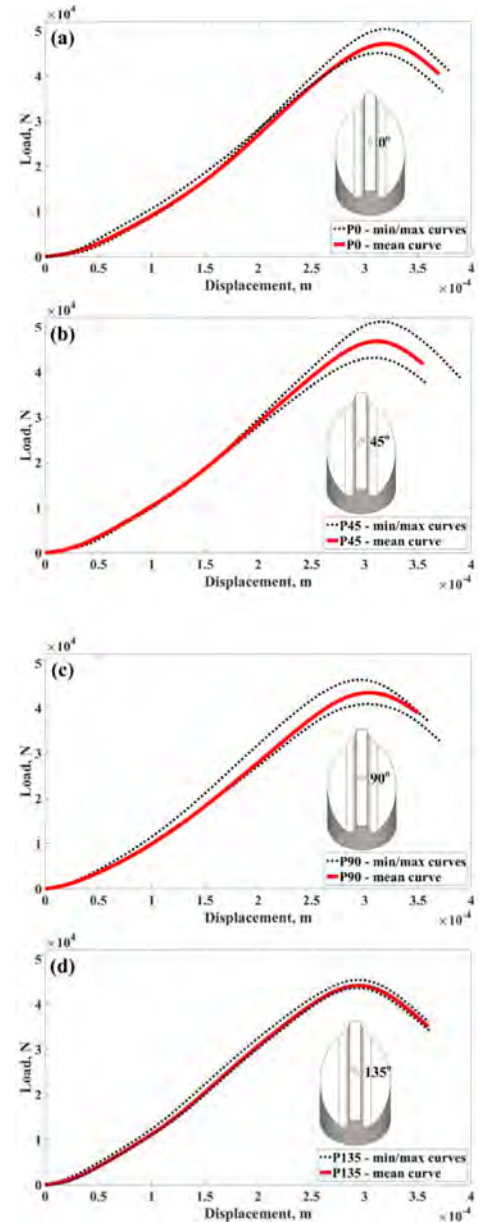 ×10⁴
(a)
5
4
3
2
1
0
Load, N
0°
P0 - min/max curves
P0 - mean curve
0 0.5 1 1.5 2 2.5 3 3.5 4
Displacement, m
×10⁻⁴
×10⁴
(b)
5
4
3
2
1
0
Load, N
45°
P45 - min/max curves
P45 - mean curve
0 0.5 1 1.5 2 2.5 3 3.5 4
Displacement, m
×10⁻⁴
×10⁴
(c)
5
4
3
2
1
0
Load, N
90°
P90 - min/max curves
P90 - mean curve
0 0.5 1 1.5 2 2.5 3 3.5 4
Displacement, m
×10⁻⁴
×10⁴
(d)
5
4
3
2
1
0
Load, N
135°
P135 - min/max curves
P135 - mean curve
0 0.5 1 1.5 2 2.5 3 3.5 4
Displacement, m
×10⁻⁴